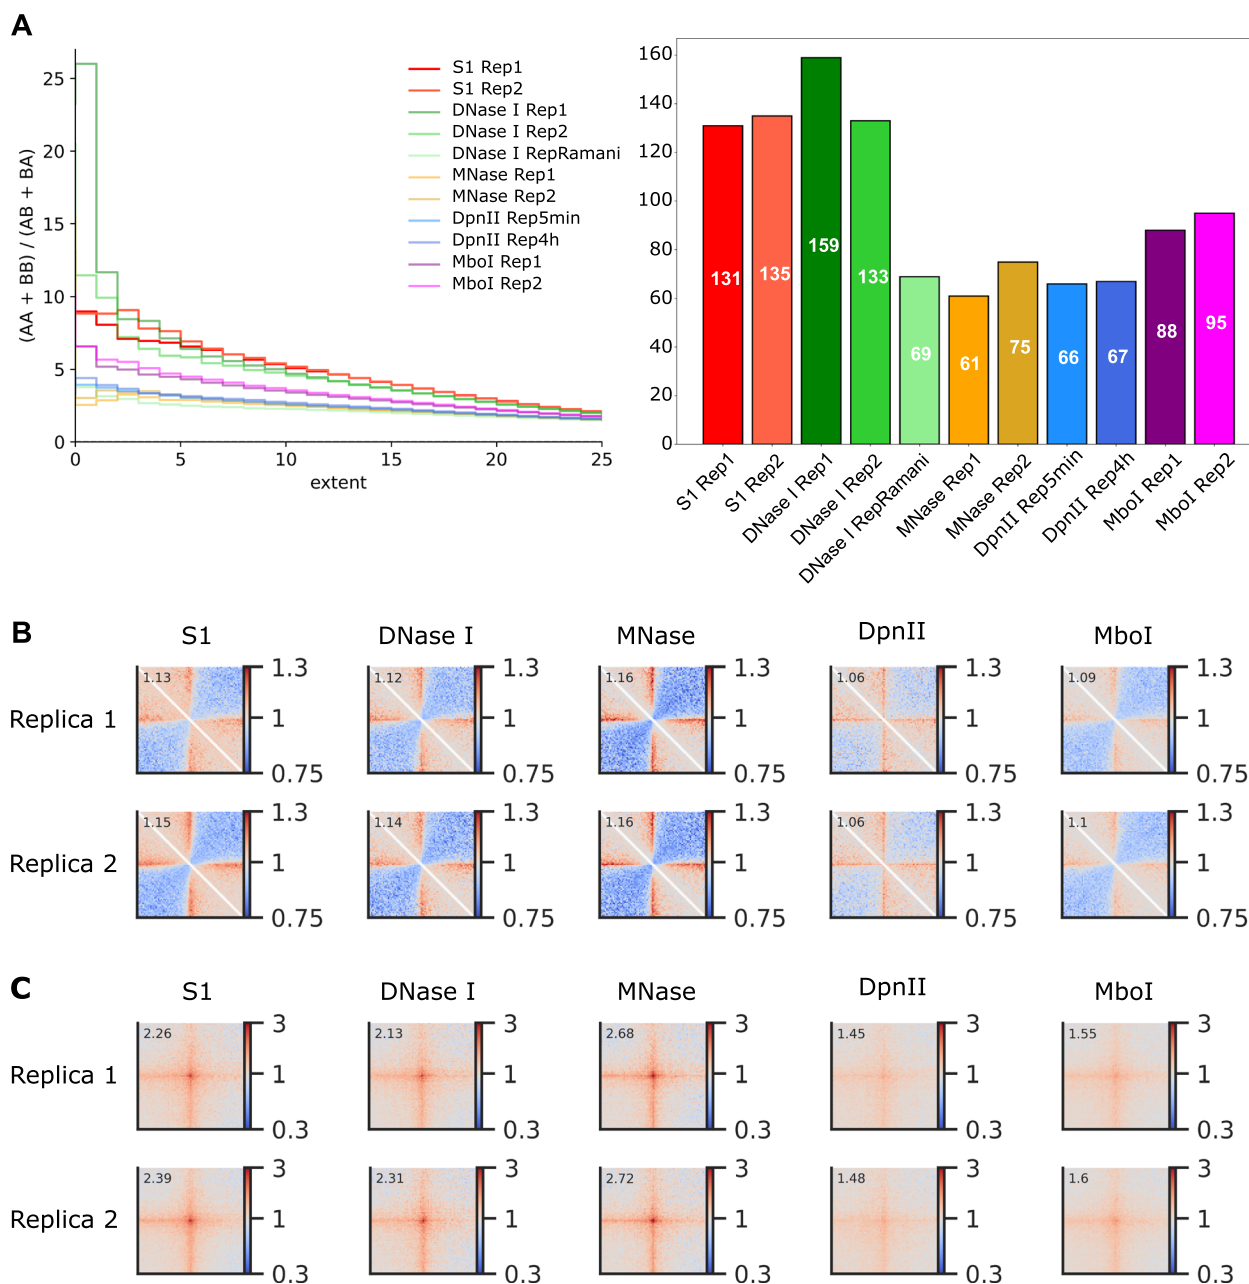 A
25
20
15
10
5
0
(AA + BB) / (AB + BA)
0 5 10 15 20 25
extent
S1 Rep1
S1 Rep2
DNase I Rep1
DNase I Rep2
DNase I RepRamani
MNase Rep1
MNase Rep2
DpnII Rep5min
DpnII Rep4h
MboI Rep1
MboI Rep2
160
140
120
100
80
60
40
20
0
131 135 159 133 69 61 75 66 67 88 95
S1 Rep1
S1 Rep2
DNase I Rep1
DNase I Rep2
DNase I RepRamani
MNase Rep1
MNase Rep2
DpnII Rep5min
DpnII Rep4h
MboI Rep1
MboI Rep2
B
S1 DNase I MNase DpnII MboI
Replica 1
1.13 1.3 1 0.75
1.12 1.3 1 0.75
1.16 1.3 1 0.75
1.06 1.3 1 0.75
1.09 1.3 1 0.75
Replica 2
1.15 1.3 1 0.75
1.14 1.3 1 0.75
1.16 1.3 1 0.75
1.06 1.3 1 0.75
1.1 1.3 1 0.75
C
S1 DNase I MNase DpnII MboI
Replica 1
2.26 3 1 0.3
2.13 3 1 0.3
2.68 3 1 0.3
1.45 3 1 0.3
1.55 3 1 0.3
Replica 2
2.39 3 1 0.3
2.31 3 1 0.3
2.72 3 1 0.3
1.48 3 1 0.3
1.6 3 1 0.3